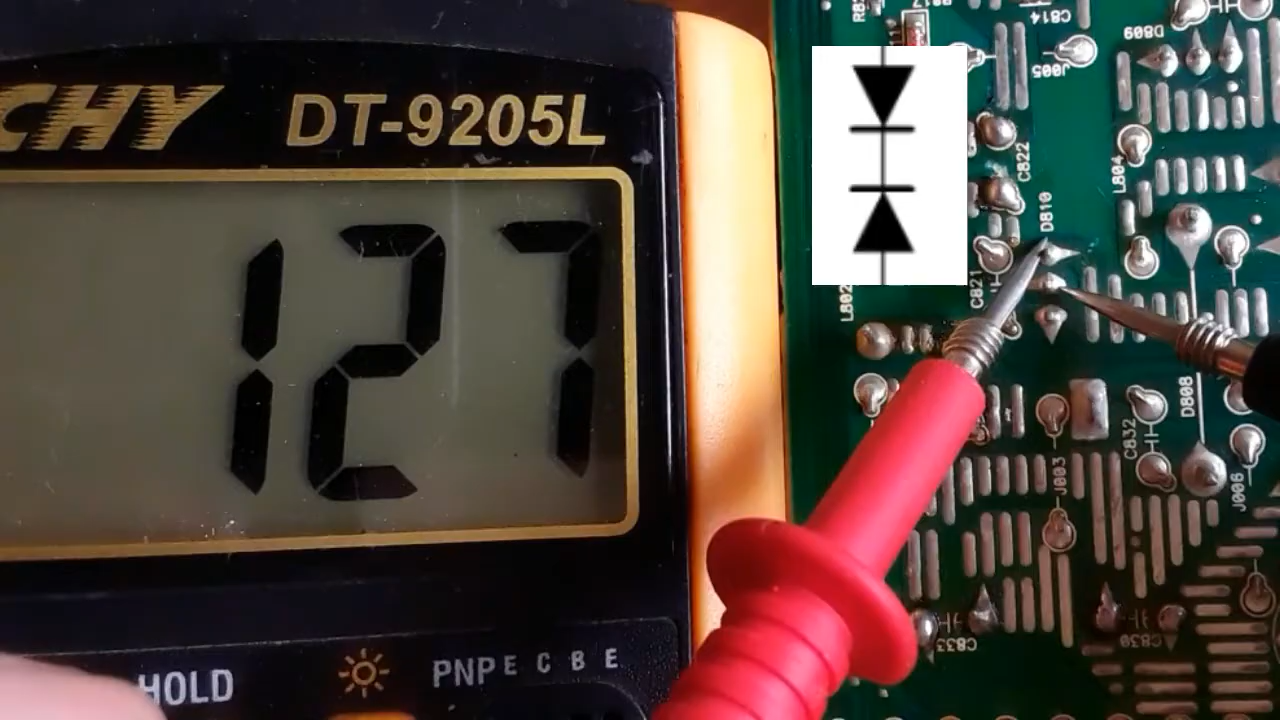 CHY
DT-9205L
127
HOLD
PNP E C B E
C814
D809
J005
C822
L804
D810
C821
L802
D808
C832
J003
J006
C833
C830